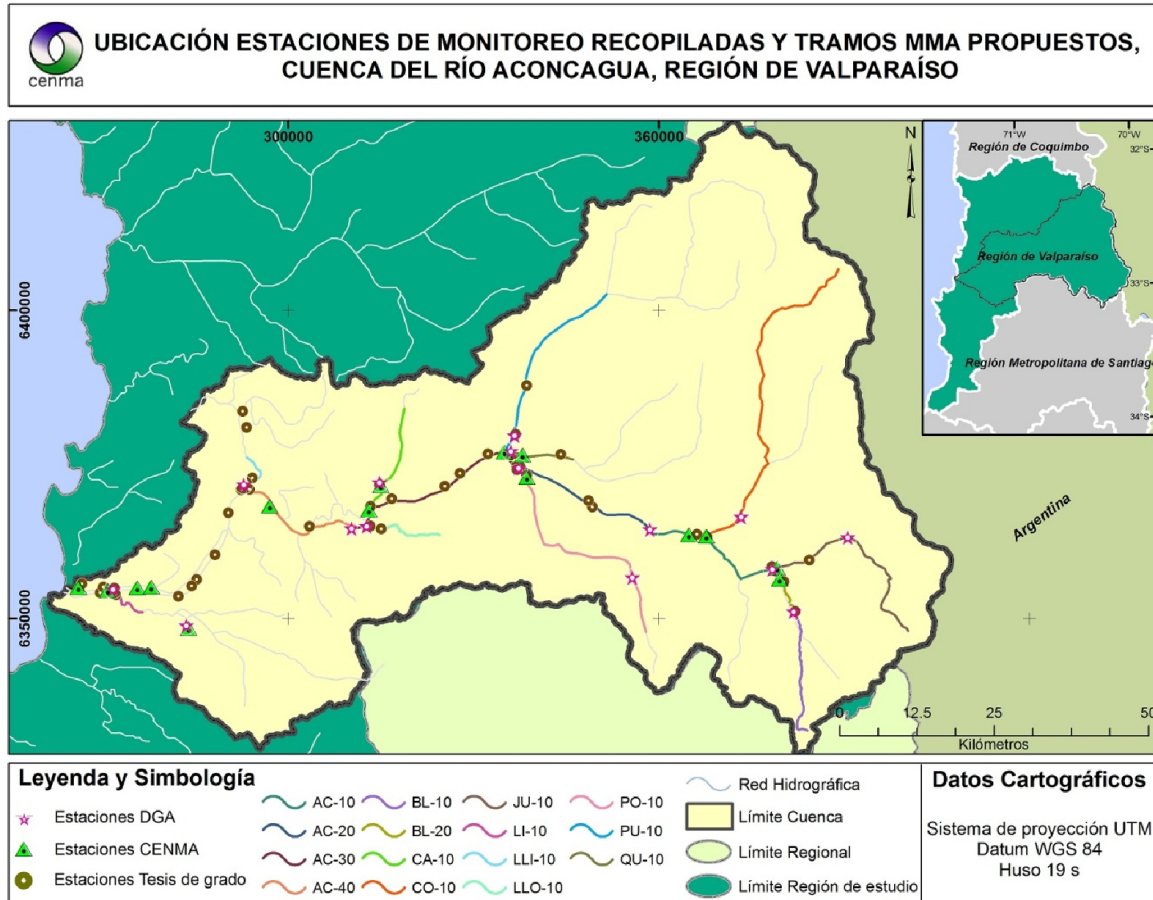 cenma
UBICACIÓN ESTACIONES DE MONITOREO RECOPILADAS Y TRAMOS MMA PROPUESTOS,
CUENCA DEL RÍO ACONCAGUA, REGIÓN DE VALPARAÍSO
300000
360000
6400000
6350000
N
71°W
70°W
32°S
33°S
34°S
Región de Coquimbo
Región de Valparaíso
Región Metropolitana de Santiago
Argentina
0
12.5
25
50
Kilómetros
Leyenda y Simbología
Estaciones DGA
Estaciones CENMA
Estaciones Tesis de grado
AC-10
AC-20
AC-30
AC-40
BL-10
BL-20
CA-10
CO-10
JU-10
LI-10
LLI-10
LLO-10
PO-10
PU-10
QU-10
Red Hidrográfica
Límite Cuenca
Límite Regional
Límite Región de estudio
Datos Cartográficos
Sistema de proyección UTM
Datum WGS 84
Huso 19 s